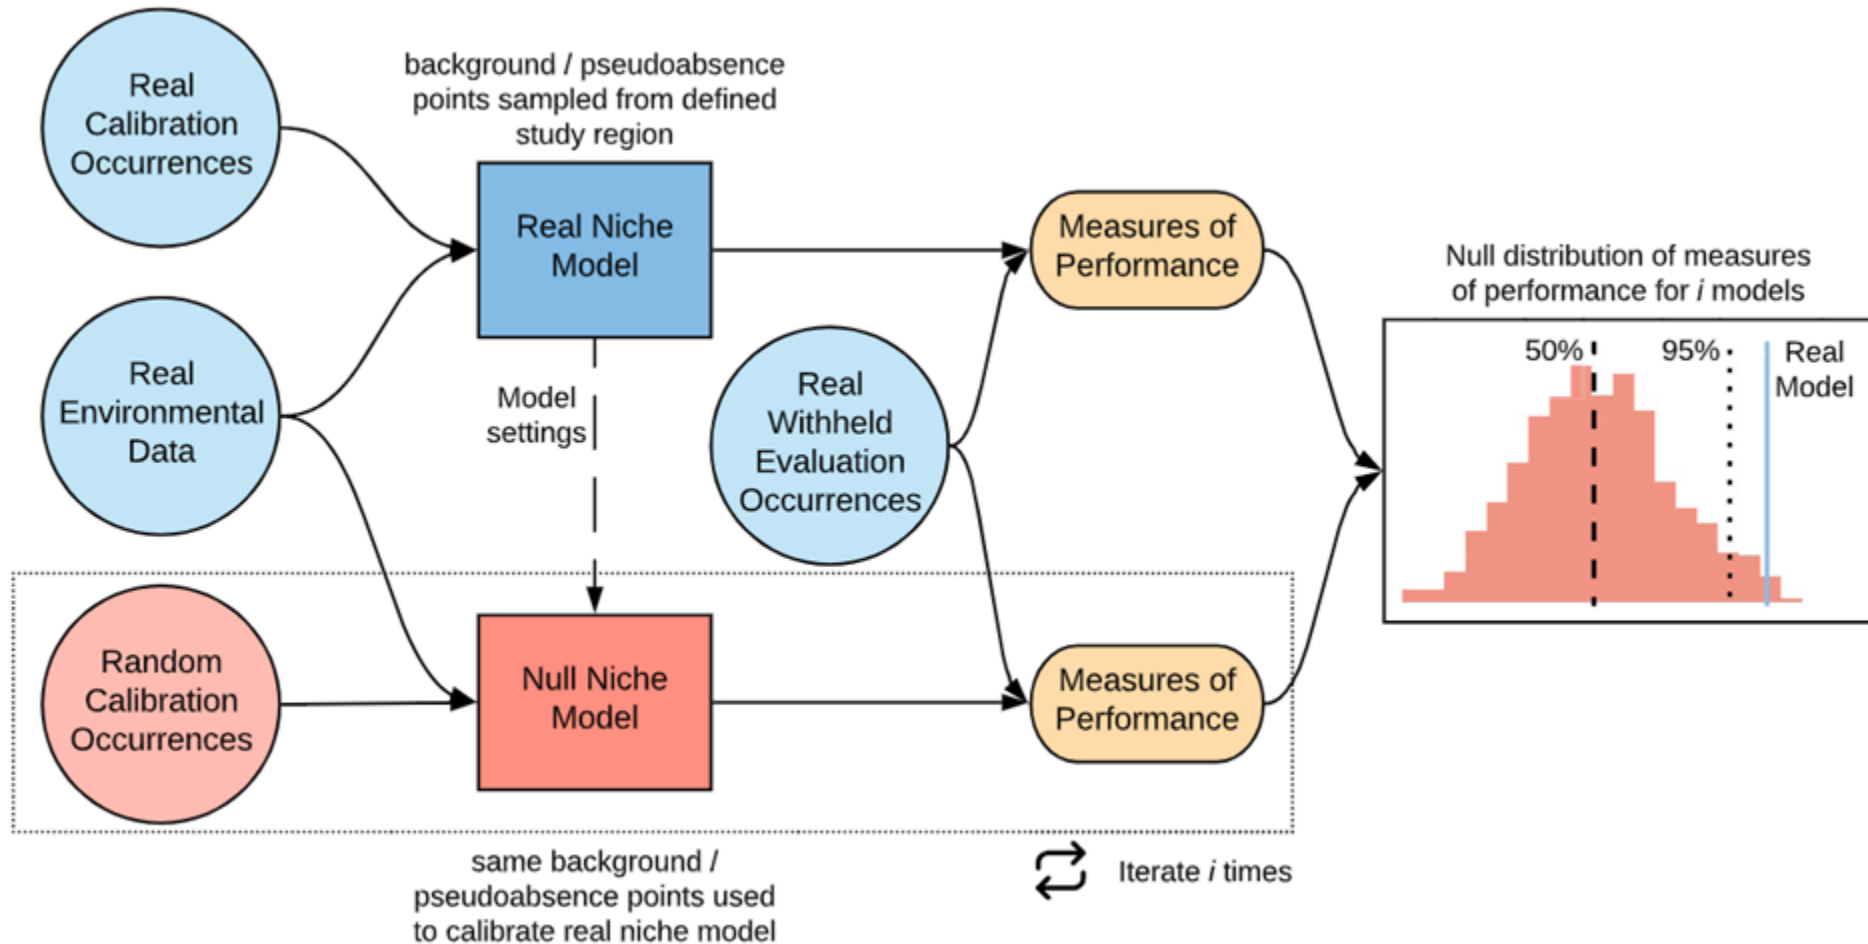 Real
Calibration
Occurrences
background / pseudoabsence
points sampled from defined
study region
Real Niche
Model
Measures of
Performance
Real
Environmental
Data
Model
settings
Real
Withheld
Evaluation
Occurrences
Null distribution of measures
of performance for i models
50%
95%
Real
Model
Random
Calibration
Occurrences
Null Niche
Model
Measures of
Performance
same background /
pseudoabsence points used
to calibrate real niche model
Iterate i times